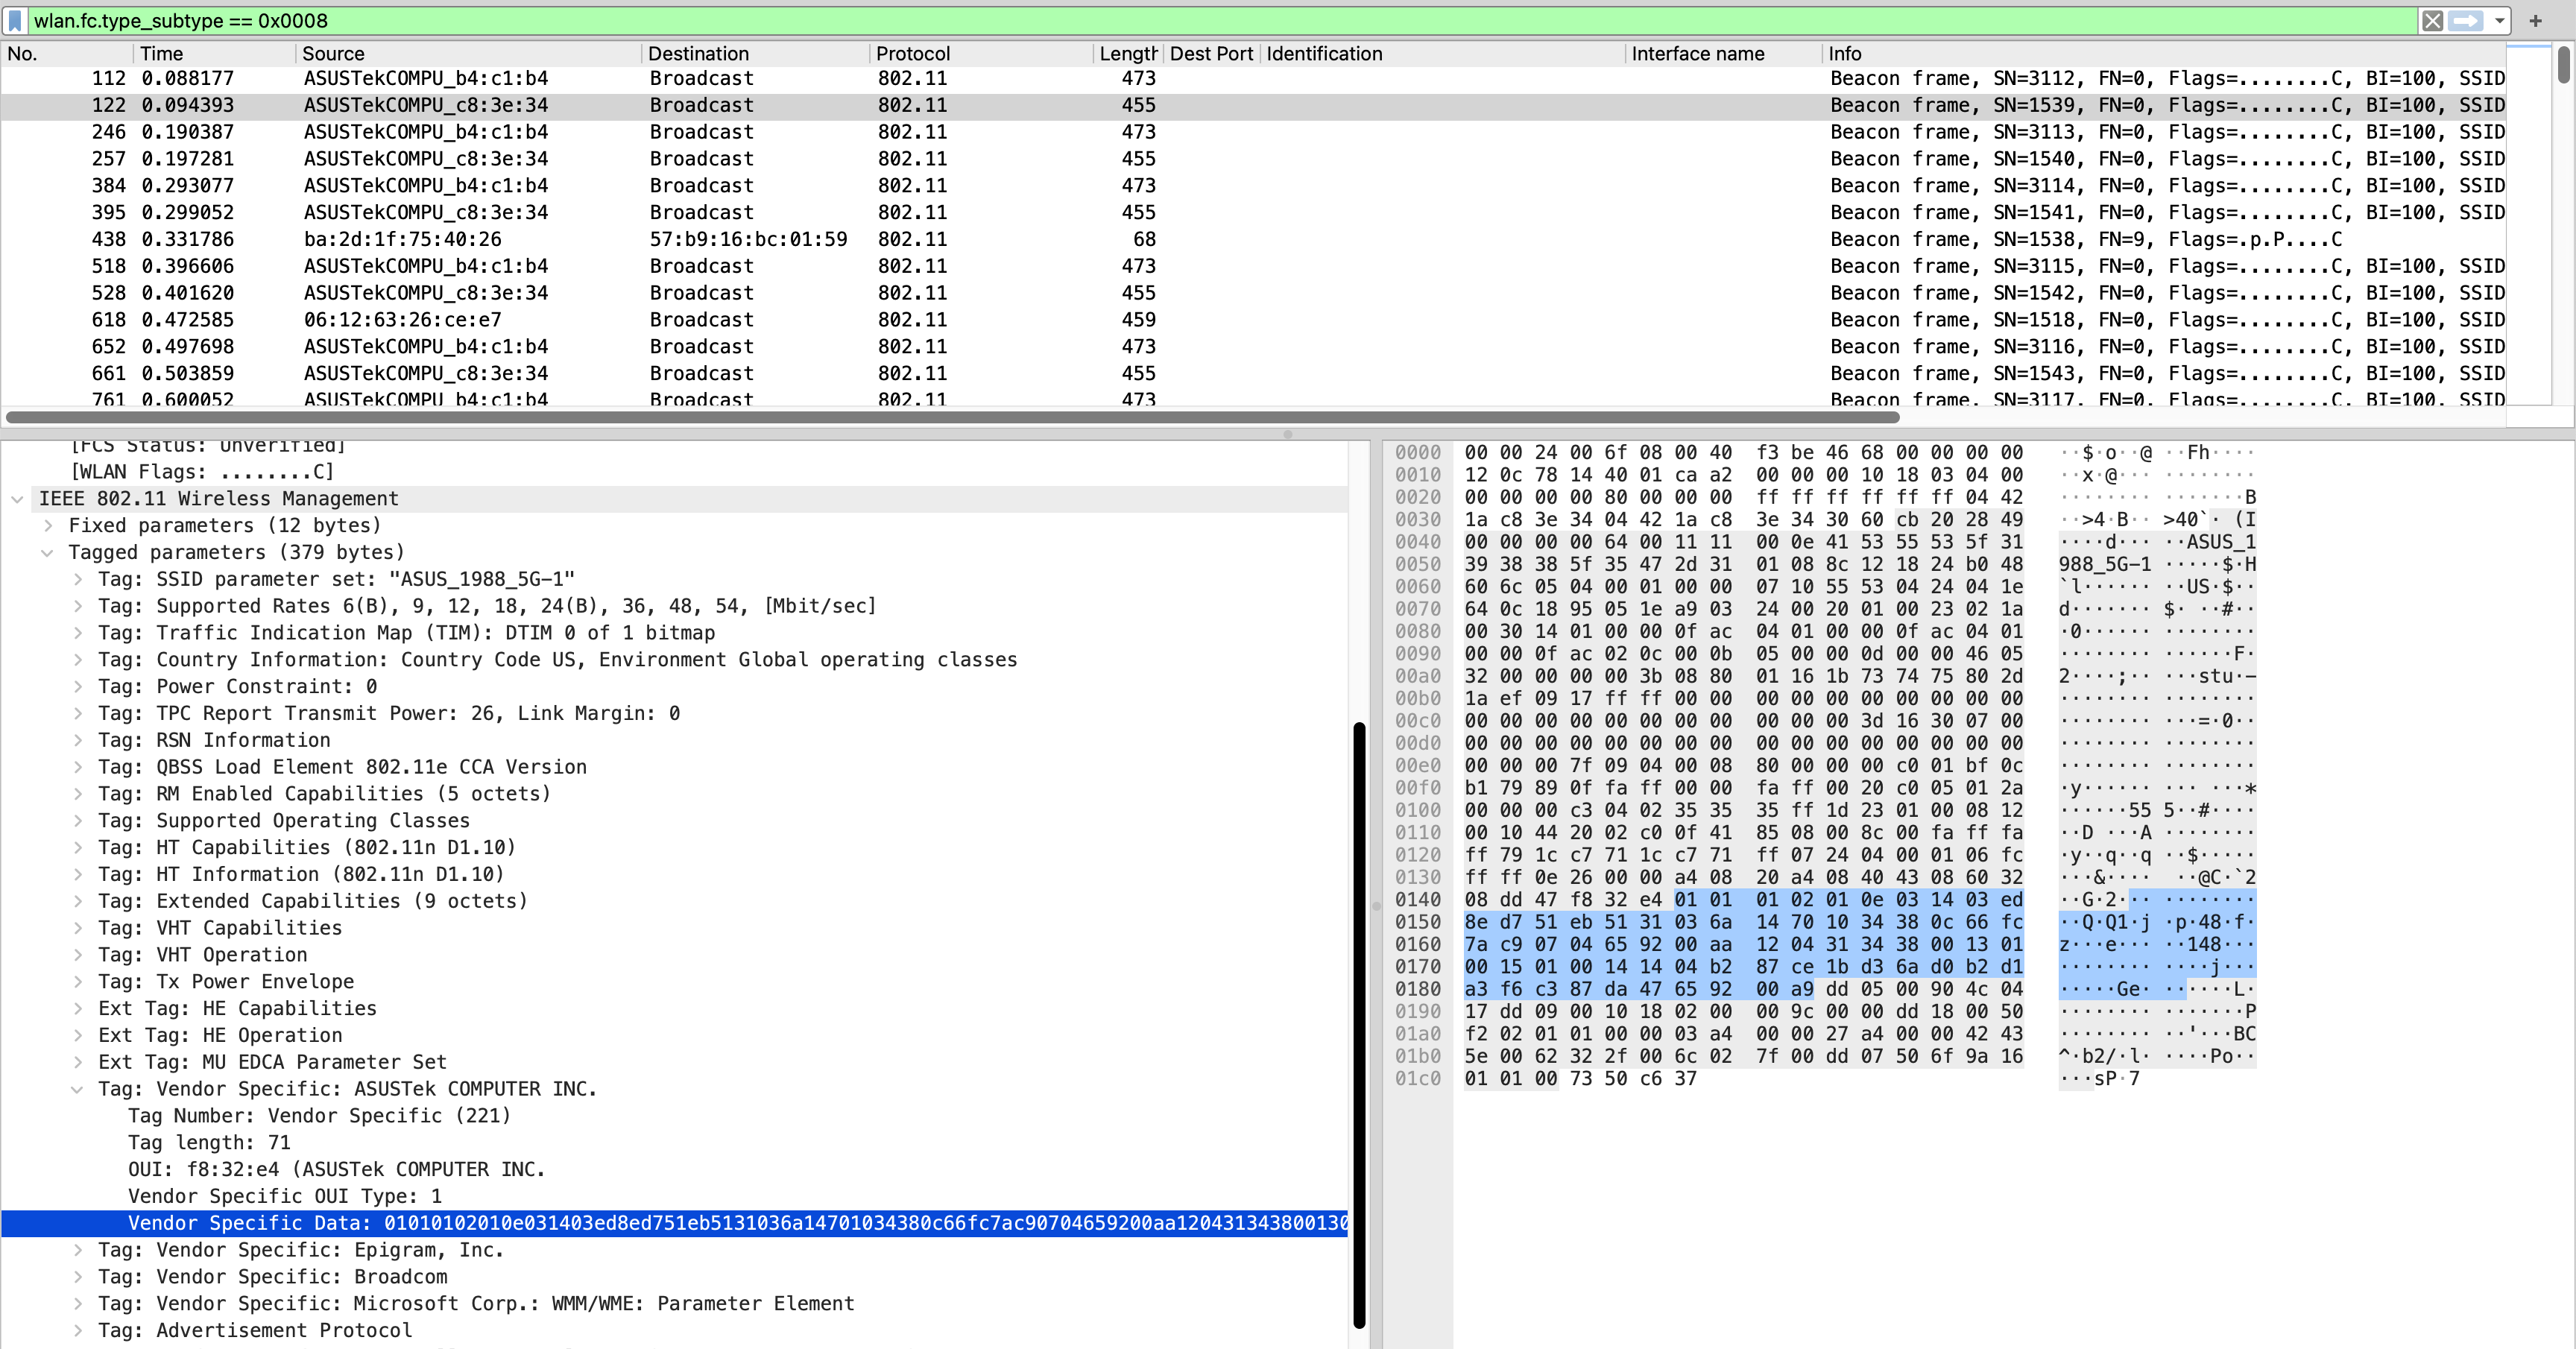 wlan.fc.type_subtype == 0x0008
No. Time Source Destination Protocol Length Dest Port Identification Interface name Info
112 0.088177 ASUSTekCOMPU_b4:c1:b4 Broadcast 802.11 473 Beacon frame, SN=3112, FN=0, Flags=........C, BI=100, SSID
122 0.094393 ASUSTekCOMPU_c8:3e:34 Broadcast 802.11 455 Beacon frame, SN=1539, FN=0, Flags=........C, BI=100, SSID
246 0.190387 ASUSTekCOMPU_b4:c1:b4 Broadcast 802.11 473 Beacon frame, SN=3113, FN=0, Flags=........C, BI=100, SSID
257 0.197281 ASUSTekCOMPU_c8:3e:34 Broadcast 802.11 455 Beacon frame, SN=1540, FN=0, Flags=........C, BI=100, SSID
384 0.293077 ASUSTekCOMPU_b4:c1:b4 Broadcast 802.11 473 Beacon frame, SN=3114, FN=0, Flags=........C, BI=100, SSID
395 0.299052 ASUSTekCOMPU_c8:3e:34 Broadcast 802.11 455 Beacon frame, SN=1541, FN=0, Flags=........C, BI=100, SSID
438 0.331786 ba:2d:1f:75:40:26 57:b9:16:bc:01:59 802.11 68 Beacon frame, SN=1538, FN=9, Flags=.p.P....C
518 0.396606 ASUSTekCOMPU_b4:c1:b4 Broadcast 802.11 473 Beacon frame, SN=3115, FN=0, Flags=........C, BI=100, SSID
528 0.401620 ASUSTekCOMPU_c8:3e:34 Broadcast 802.11 455 Beacon frame, SN=1542, FN=0, Flags=........C, BI=100, SSID
618 0.472585 06:12:63:26:ce:e7 Broadcast 802.11 459 Beacon frame, SN=1518, FN=0, Flags=........C, BI=100, SSID
652 0.497698 ASUSTekCOMPU_b4:c1:b4 Broadcast 802.11 473 Beacon frame, SN=3116, FN=0, Flags=........C, BI=100, SSID
661 0.503859 ASUSTekCOMPU_c8:3e:34 Broadcast 802.11 455 Beacon frame, SN=1543, FN=0, Flags=........C, BI=100, SSID
761 0.600052 ASUSTekCOMPU_b4:c1:b4 Broadcast 802.11 473 Beacon frame, SN=3117, FN=0, Flags=........C, BI=100, SSID
[FCS Status: Unverified]
[WLAN Flags: ........C]
IEEE 802.11 Wireless Management
Fixed parameters (12 bytes)
Tagged parameters (379 bytes)
Tag: SSID parameter set: "ASUS_1988_5G-1"
Tag: Supported Rates 6(B), 9, 12, 18, 24(B), 36, 48, 54, [Mbit/sec]
Tag: Traffic Indication Map (TIM): DTIM 0 of 1 bitmap
Tag: Country Information: Country Code US, Environment Global operating classes
Tag: Power Constraint: 0
Tag: TPC Report Transmit Power: 26, Link Margin: 0
Tag: RSN Information
Tag: QBSS Load Element 802.11e CCA Version
Tag: RM Enabled Capabilities (5 octets)
Tag: Supported Operating Classes
Tag: HT Capabilities (802.11n D1.10)
Tag: HT Information (802.11n D1.10)
Tag: Extended Capabilities (9 octets)
Tag: VHT Capabilities
Tag: VHT Operation
Tag: Tx Power Envelope
Ext Tag: HE Capabilities
Ext Tag: HE Operation
Ext Tag: MU EDCA Parameter Set
Tag: Vendor Specific: ASUSTek COMPUTER INC.
Tag Number: Vendor Specific (221)
Tag length: 71
OUI: f8:32:e4 (ASUSTek COMPUTER INC.
Vendor Specific OUI Type: 1
Vendor Specific Data: 01010102010e031403ed8ed751eb5131036a14701034380c66fc7ac90704659200aa12043134380013​0
Tag: Vendor Specific: Epigram, Inc.
Tag: Vendor Specific: Broadcom
Tag: Vendor Specific: Microsoft Corp.: WMM/WME: Parameter Element
Tag: Advertisement Protocol
0000 00 00 24 00 6f 08 00 40 f3 be 46 68 00 00 00 00 ··$·o··@ ··Fh····
0010 12 0c 78 14 40 01 ca a2 00 00 00 10 18 03 04 00 ··x·@··· ········
0020 00 00 00 00 80 00 00 00 ff ff ff ff ff ff 04 42 ········ ·······B
0030 1a c8 3e 34 04 42 1a c8 3e 34 30 60 cb 20 28 49 ··>4·B·· >40`· (I
0040 00 00 00 00 64 00 11 11 00 0e 41 53 55 53 5f 31 ····d··· ··ASUS_1
0050 39 38 38 5f 35 47 2d 31 01 08 8c 12 18 24 b0 48 988_5G-1 ·····$·H
0060 60 6c 05 04 00 01 00 00 07 10 55 53 04 24 04 1e `l······ ··US·$··
0070 64 0c 18 95 05 1e a9 03 24 00 20 01 00 23 02 1a d······· $· ··#··
0080 00 30 14 01 00 00 0f ac 04 01 00 00 0f ac 04 01 ·0······ ········
0090 00 00 0f ac 02 0c 00 0b 05 00 00 0d 00 00 46 05 ········ ······F·
00a0 32 00 00 00 00 3b 08 80 01 16 1b 73 74 75 80 2d 2····;·· ···stu·-
00b0 1a ef 09 17 ff ff 00 00 00 00 00 00 00 00 00 00 ········ ········
00c0 00 00 00 00 00 00 00 00 00 00 00 3d 16 30 07 00 ········ ···=·0··
00d0 00 00 00 00 00 00 00 00 00 00 00 00 00 00 00 00 ········ ········
00e0 00 00 00 7f 09 04 00 08 80 00 00 00 c0 01 bf 0c ········ ········
00f0 b1 79 89 0f fa ff 00 00 fa ff 00 20 c0 05 01 2a ·y······ ··· ···*
0100 00 00 00 c3 04 02 35 35 35 ff 1d 23 01 00 08 12 ······55 5··#····
0110 00 10 44 20 02 c0 0f 41 85 08 00 8c 00 fa ff fa ··D ···A ········
0120 ff 79 1c c7 71 1c c7 71 ff 07 24 04 00 01 06 fc ·y··q··q ··$·····
0130 ff ff 0e 26 00 00 a4 08 20 a4 08 40 43 08 60 32 ···&····  ··@C·`2
0140 08 dd 47 f8 32 e4 01 01 01 02 01 0e 03 14 03 ed ··G·2··· ········
0150 8e d7 51 eb 51 31 03 6a 14 70 10 34 38 0c 66 fc ··Q·Q1·j ·p·48·f·
0160 7a c9 07 04 65 92 00 aa 12 04 31 34 38 00 13 01 z···e··· ··148···
0170 00 15 01 00 14 14 04 b2 87 ce 1b d3 6a d0 b2 d1 ········ ····j···
0180 a3 f6 c3 87 da 47 65 92 00 a9 dd 05 00 90 4c 04 ·····Ge· ······L·
0190 17 dd 09 00 10 18 02 00 00 9c 00 00 dd 18 00 50 ········ ·······P
01a0 f2 02 01 01 00 00 03 a4 00 00 27 a4 00 00 42 43 ········ ··'···BC
01b0 5e 00 62 32 2f 00 6c 02 7f 00 dd 07 50 6f 9a 16 ^·b2/·l· ····Po··
01c0 01 01 00 73 50 c6 37 ···sP·7